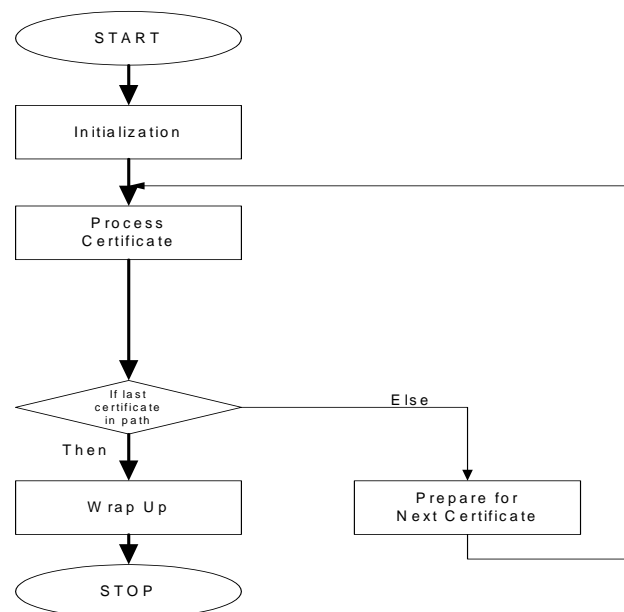 START
Initialization
Process
Certificate
If last
certificate
in path
Else
Then
Wrap Up
Prepare for
Next Certificate
STOP